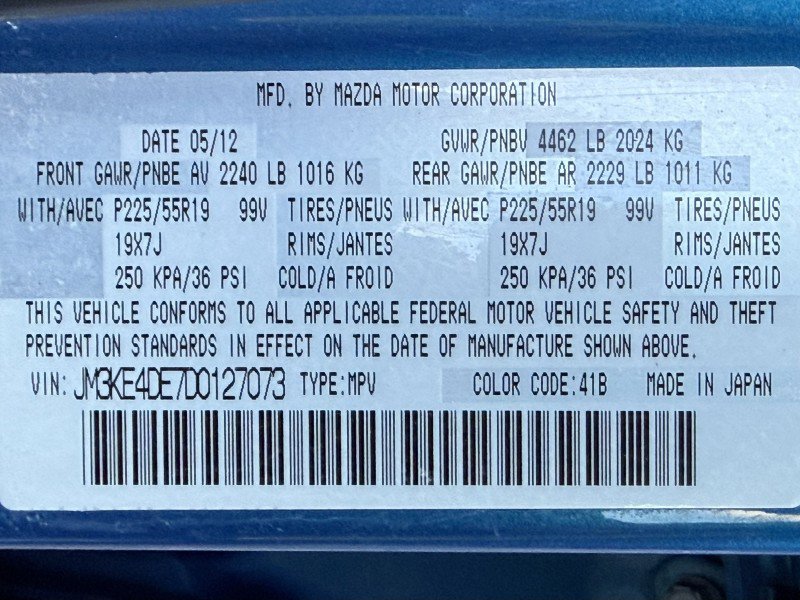 MFD. BY MAZDA MOTOR CORPORATION
DATE 05/12 GVWR/PNBV 4462 LB 2024 KG
FRONT GAWR/PNBE AV 2240 LB 1016 KG REAR GAWR/PNBE AR 2229 LB 1011 KG
WITH/AVEC P225/55R19 99V TIRES/PNEUS WITH/AVEC P225/55R19 99V TIRES/PNEUS
19X7J RIMS/JANTES 19X7J RIMS/JANTES
250 KPA/36 PSI COLD/A FROID 250 KPA/36 PSI COLD/A FROID
THIS VEHICLE CONFORMS TO ALL APPLICABLE FEDERAL MOTOR VEHICLE SAFETY AND THEFT
PREVENTION STANDARDS IN EFFECT ON THE DATE OF MANUFACTURE SHOWN ABOVE.
VIN: JM3KE4DE7D0127073 TYPE:MPV COLOR CODE:41B MADE IN JAPAN